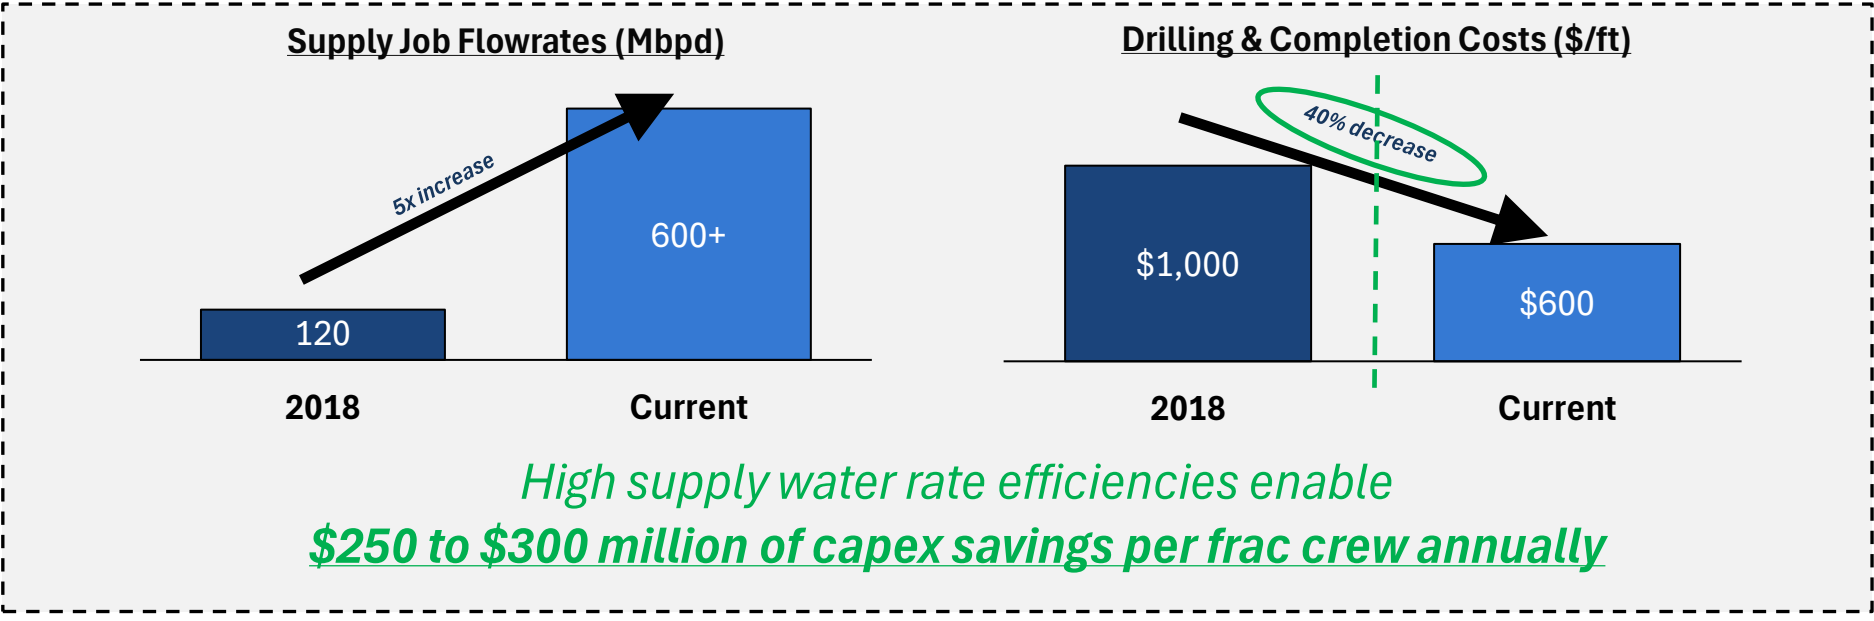 Supply Job Flowrates (Mbpd)
5x increase
120
600+
2018
Current
Drilling & Completion Costs ($/ft)
40% decrease
$1,000
$600
2018
Current
High supply water rate efficiencies enable
$250 to $300 million of capex savings per frac crew annually